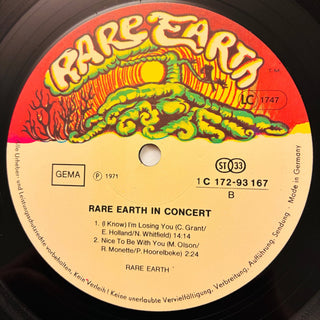 RARE EARTH
LC 1747
GEMA
℗ 1971
ST 33
1 C 172-93 167
B
RARE EARTH IN CONCERT
1. (I Know) I'm Losing You (C. Grant/
E. Holland/N. Whitfield) 14:14
2. Nice To Be With You (M. Olson/
R. Monette/P. Hoorelbeke) 2:24
RARE EARTH
Urheber- und Leistungsschutzrechte vorbehalten. Kein Verleih! Keine unerlaubte Vervielfältigung, Verbreitung, Aufführung, Sendung · Made in Germany